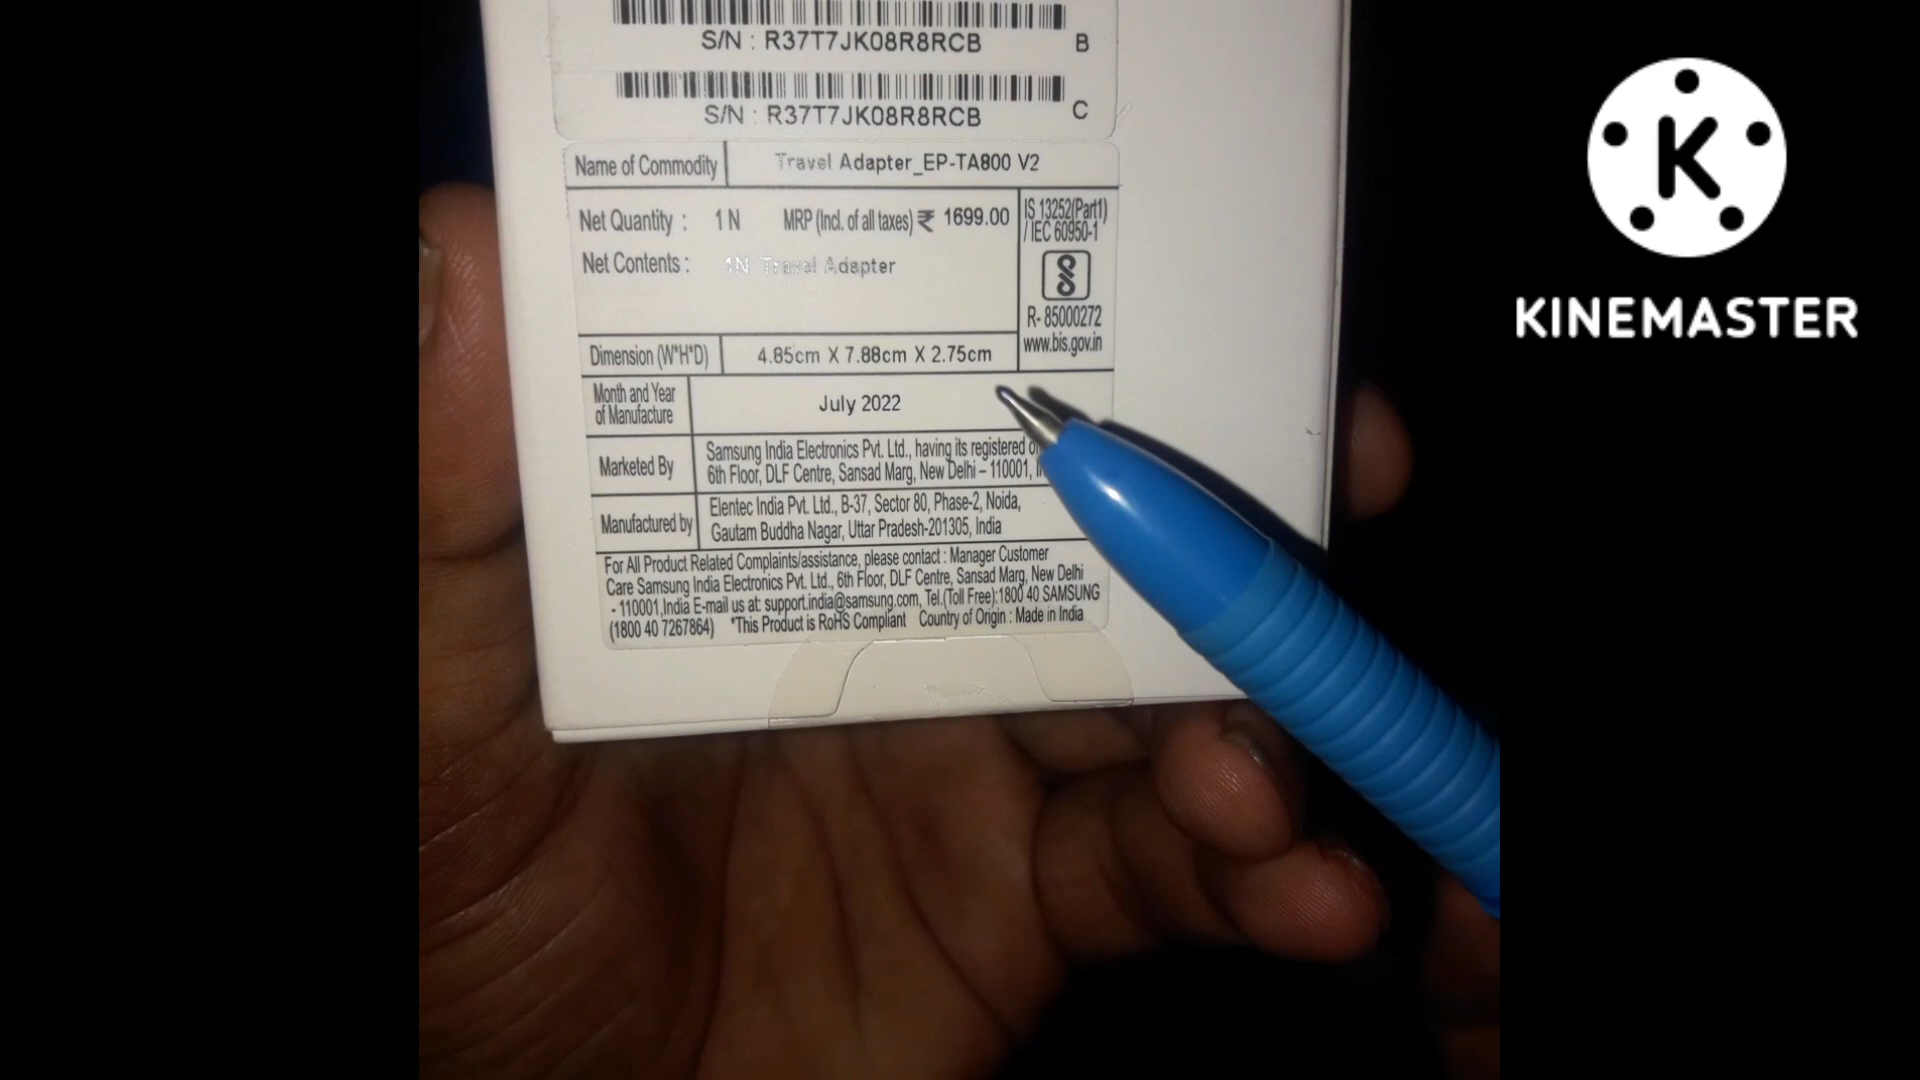 S/N : R37T7JK08R8RCB B
S/N : R37T7JK08R8RCB C
Name of Commodity Travel Adapter_EP-TA800 V2
Net Quantity : 1 N MRP (Incl. of all taxes) ₹ 1699.00
IS 13252(Part1)
/ IEC 60950-1
Net Contents : 1N Travel Adapter
R- 85000272
www.bis.gov.in
Dimension (W*H*D) 4.85cm X 7.88cm X 2.75cm
Month and Year
of Manufacture
July 2022
Marketed By
Samsung India Electronics Pvt. Ltd., having its registered
6th Floor, DLF Centre, Sansad Marg, New Delhi – 110001,
Manufactured by
Elentec India Pvt. Ltd., B-37, Sector 80, Phase-2, Noida,
Gautam Buddha Nagar, Uttar Pradesh-201305, India
For All Product Related Complaints/assistance, please contact : Manager Customer
Care Samsung India Electronics Pvt. Ltd., 6th Floor, DLF Centre, Sansad Marg, New Delhi
- 110001,India E-mail us at: support.india@samsung.com, Tel.(Toll Free):1800 40 SAMSUNG
(1800 40 7267864) *This Product is RoHS Compliant Country of Origin : Made in India
K
KINEMASTER